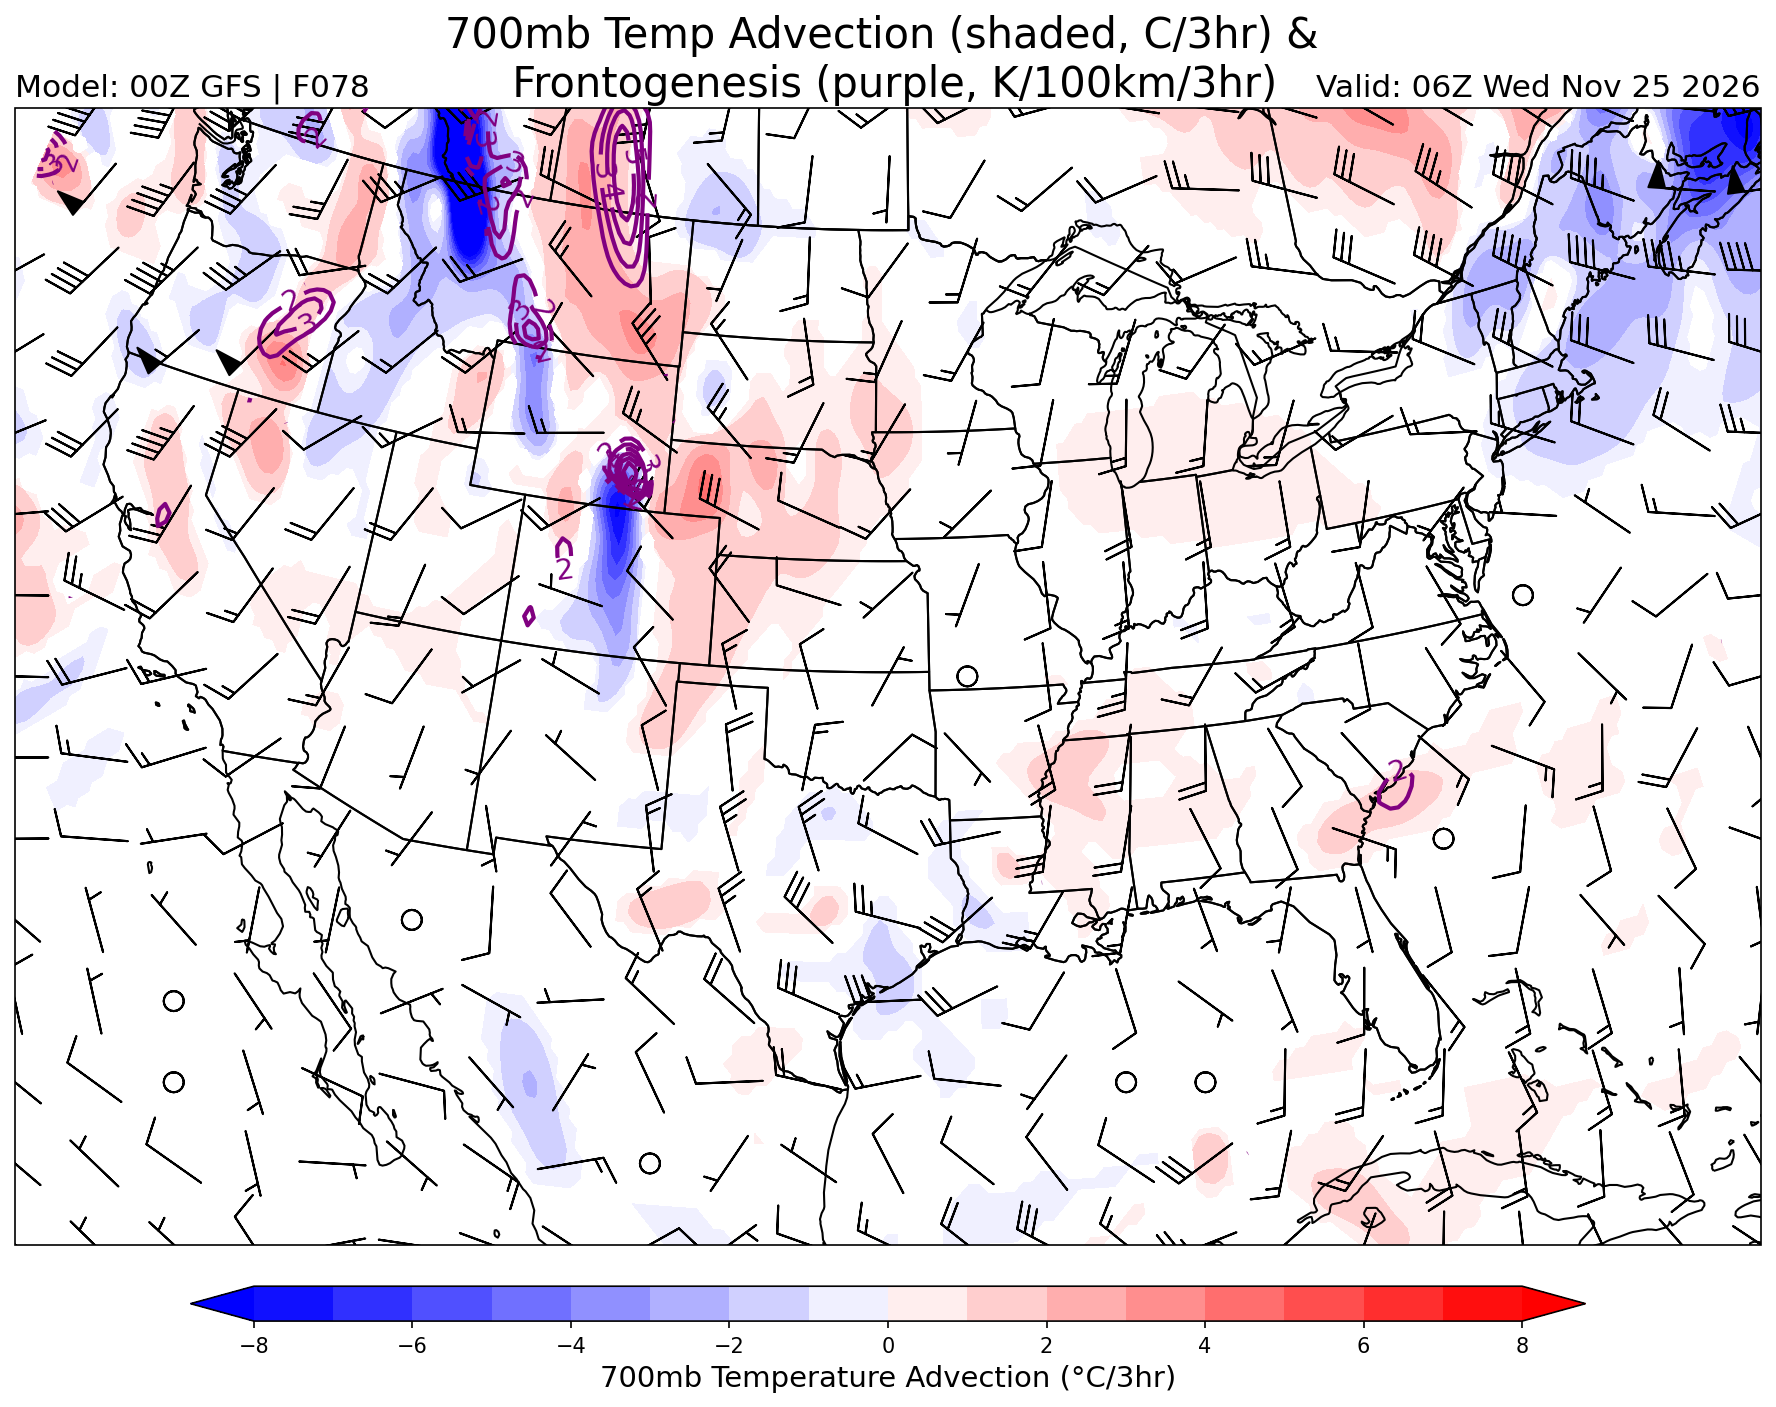 700mb Temp Advection (shaded, C/3hr) &
Frontogenesis (purple, K/100km/3hr)
Model: 00Z GFS | F078
Valid: 06Z Wed Nov 25 2026
−8 −6 −4 −2 0 2 4 6 8
700mb Temperature Advection (°C/3hr)